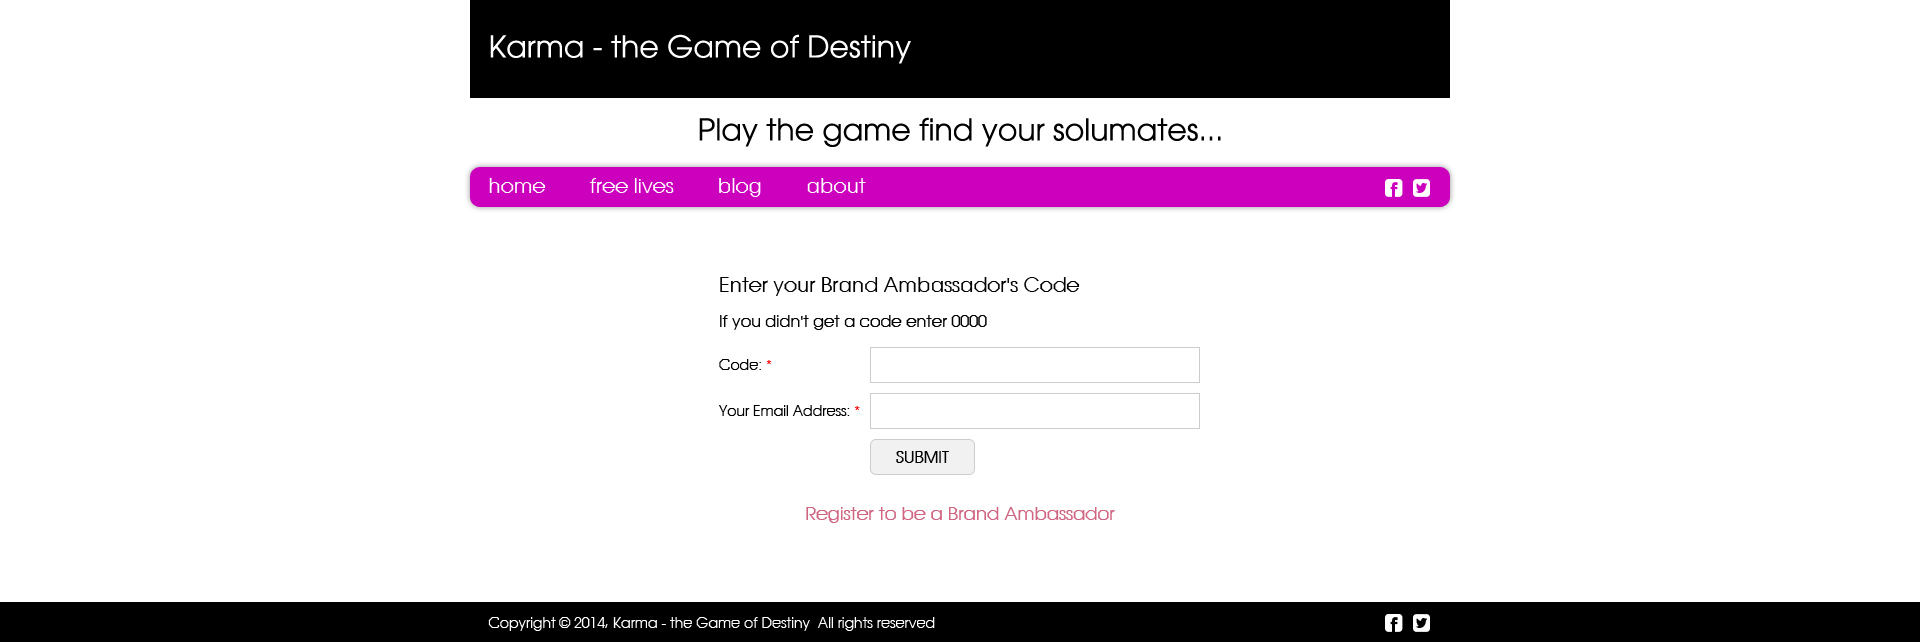 Karma - the Game of Destiny
Play the game find your solumates...
home free lives blog about
Enter your Brand Ambassador's Code
If you didn't get a code enter 0000
Code: *
Your Email Address: *
SUBMIT
Register to be a Brand Ambassador
Copyright © 2014, Karma - the Game of Destiny  All rights reserved